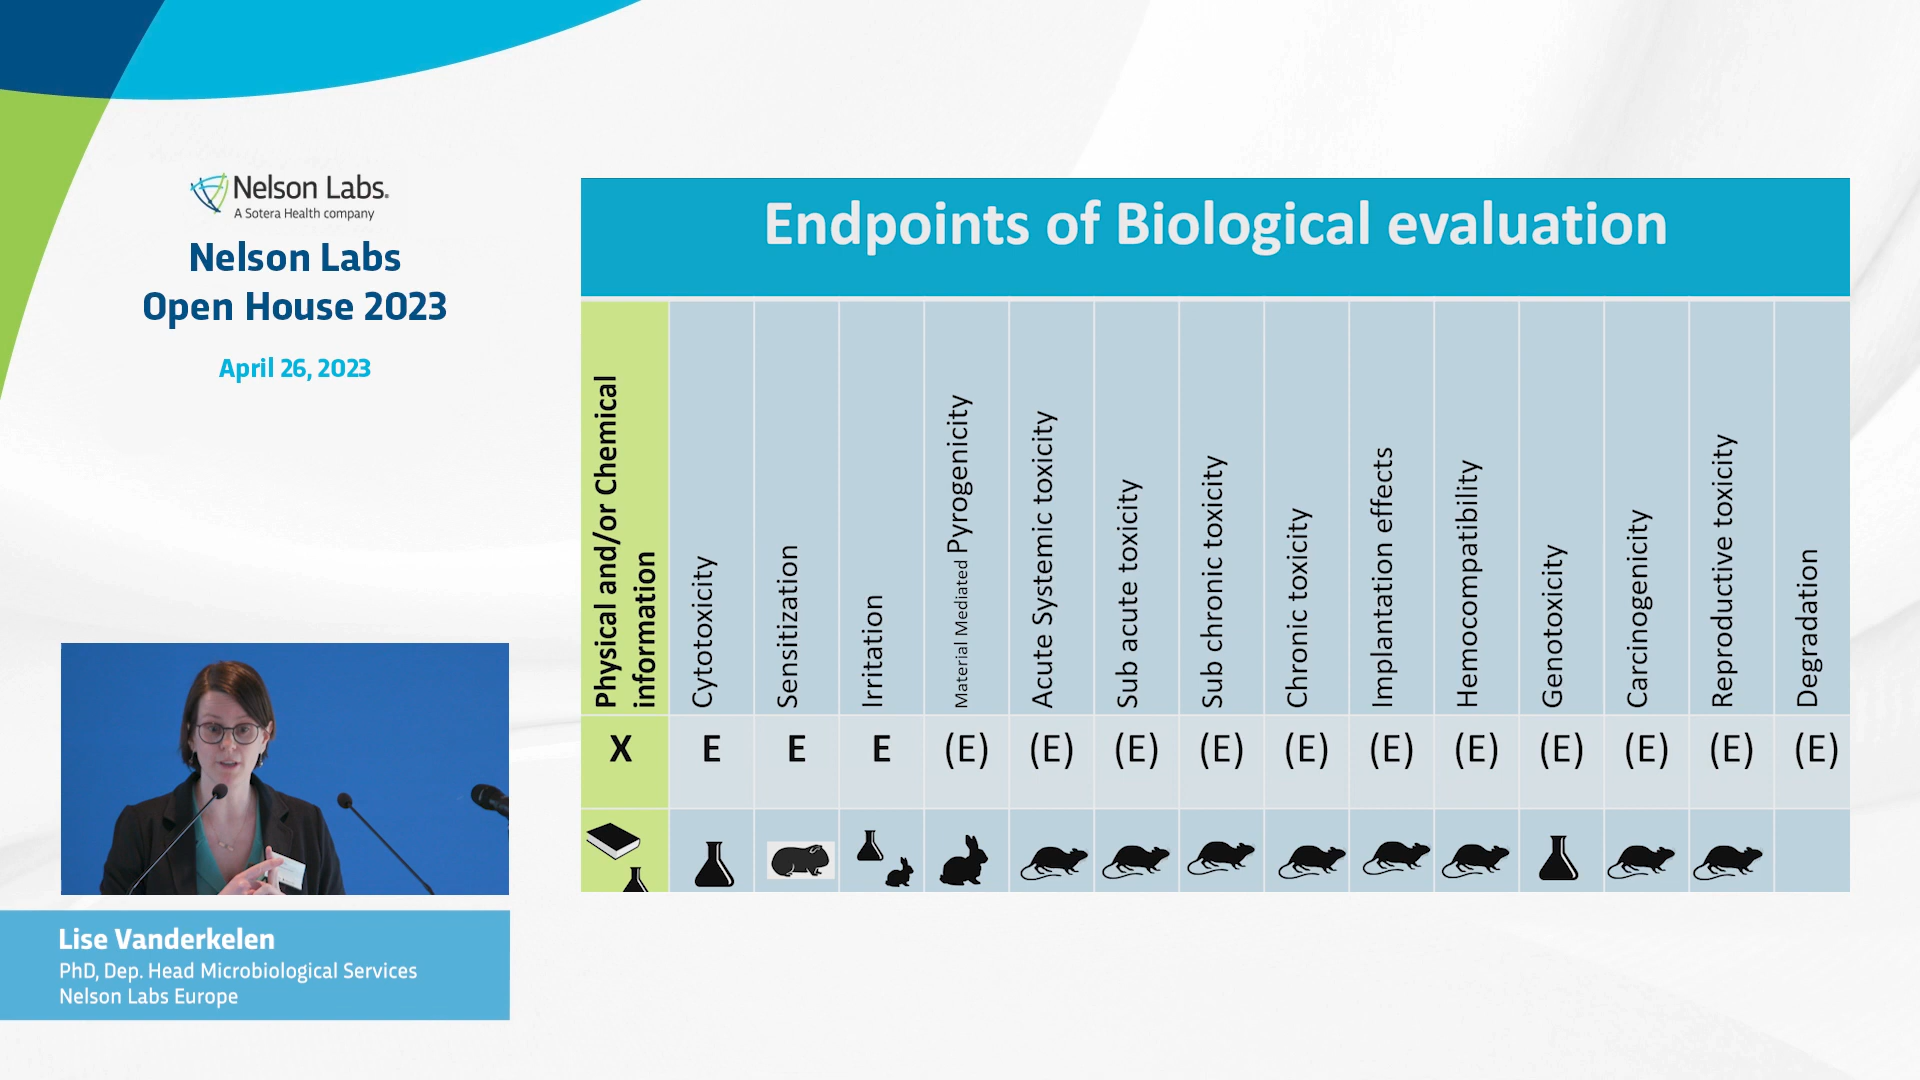 Nelson Labs.
A Sotera Health company
Nelson Labs
Open House 2023
April 26, 2023
Lise Vanderkelen
PhD, Dep. Head Microbiological Services
Nelson Labs Europe
Endpoints of Biological evaluation
Physical and/or Chemical
information
Cytotoxicity
Sensitization
Irritation
Material Mediated Pyrogenicity
Acute Systemic toxicity
Sub acute toxicity
Sub chronic toxicity
Chronic toxicity
Implantation effects
Hemocompatibility
Genotoxicity
Carcinogenicity
Reproductive toxicity
Degradation
X E E E (E) (E) (E) (E) (E) (E) (E) (E) (E) (E) (E)